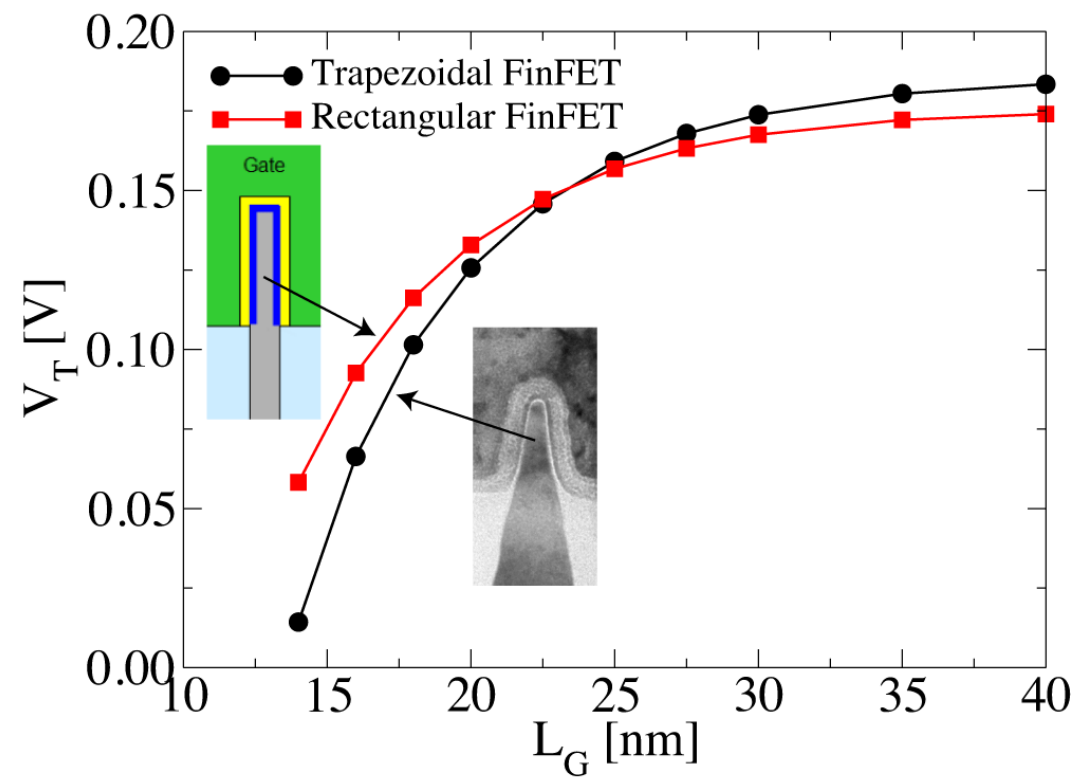 0.20
Trapezoidal FinFET
Rectangular FinFET
Gate
0.15
V_T [V]
0.10
0.05
0.00
10 15 20 25 30 35 40
L_G [nm]